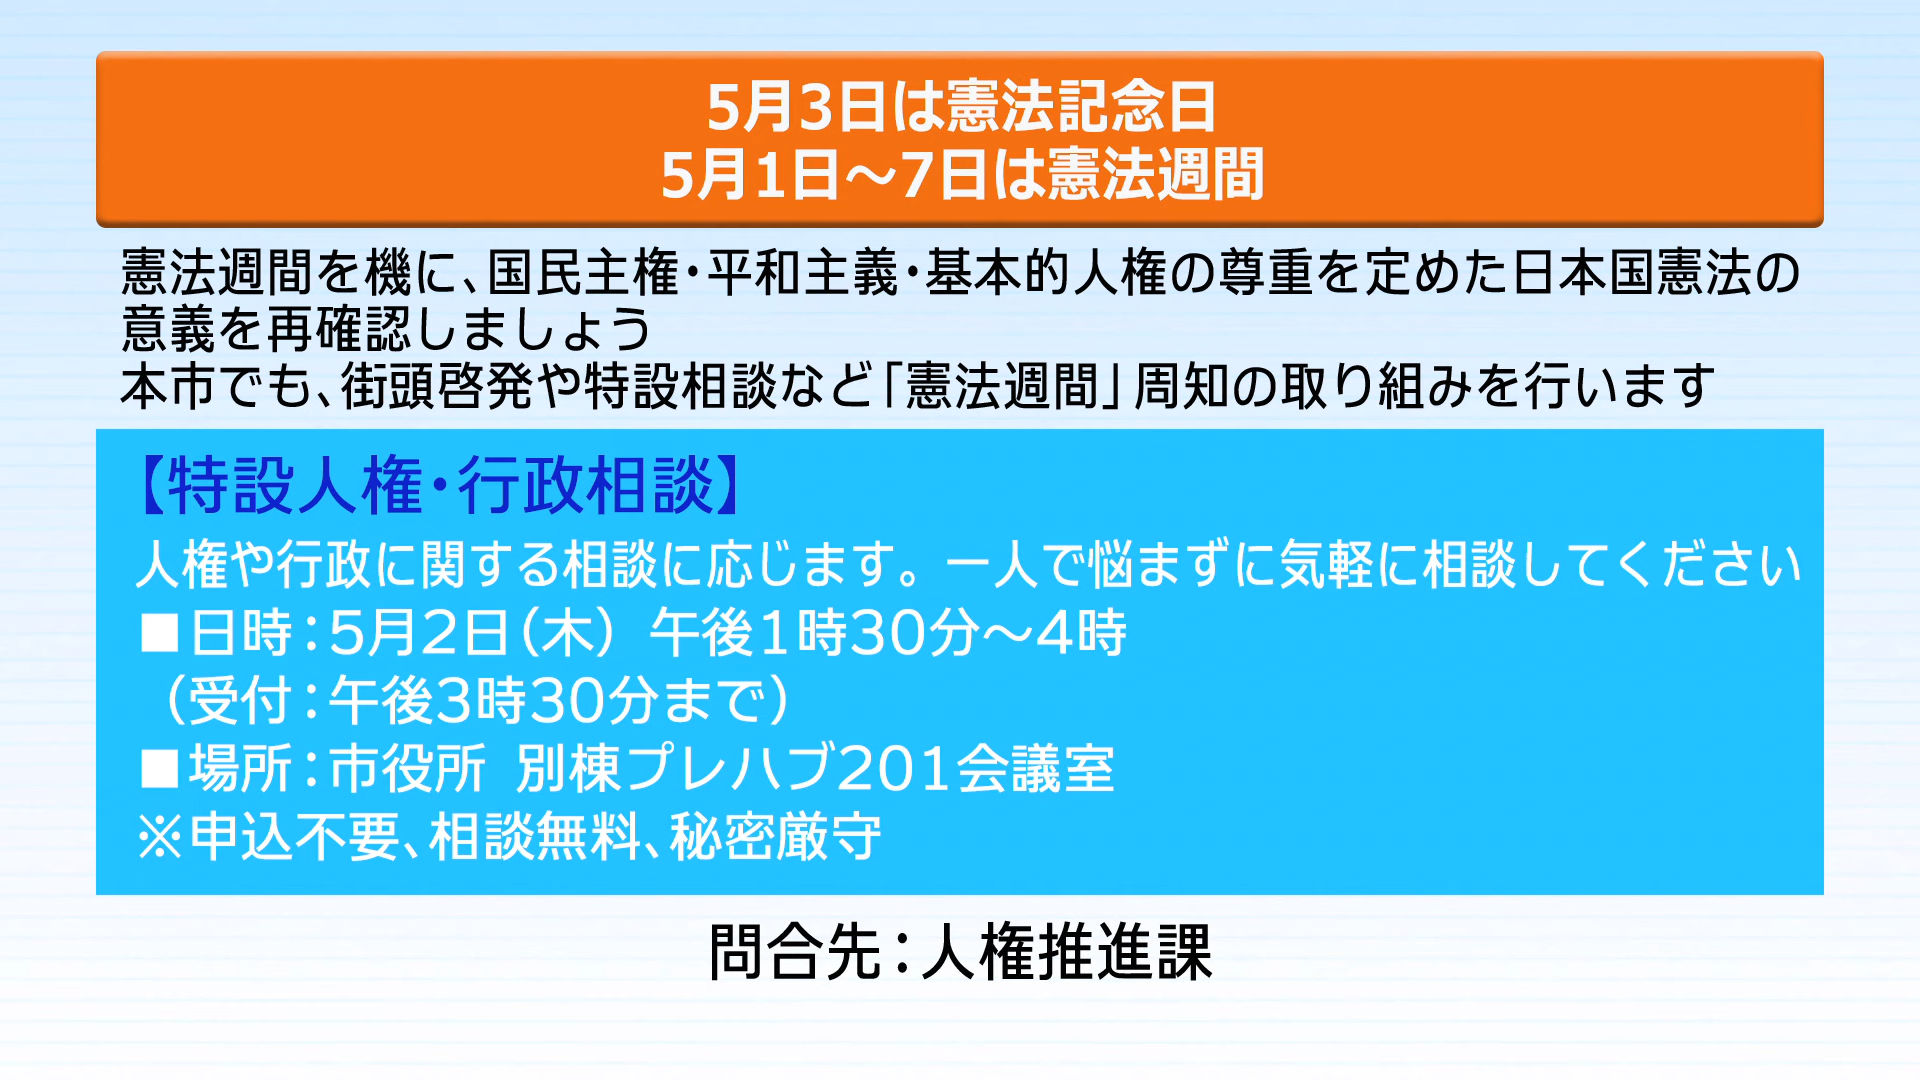 5月3日は憲法記念日
5月1日～7日は憲法週間
憲法週間を機に、国民主権・平和主義・基本的人権の尊重を定めた日本国憲法の
意義を再確認しましょう
本市でも、街頭啓発や特設相談など「憲法週間」周知の取り組みを行います
【特設人権・行政相談】
人権や行政に関する相談に応じます。一人で悩まずに気軽に相談してください
■日時：5月2日（木） 午後1時30分～4時
（受付：午後3時30分まで）
■場所：市役所 別棟プレハブ201会議室
※申込不要、相談無料、秘密厳守
問合先：人権推進課